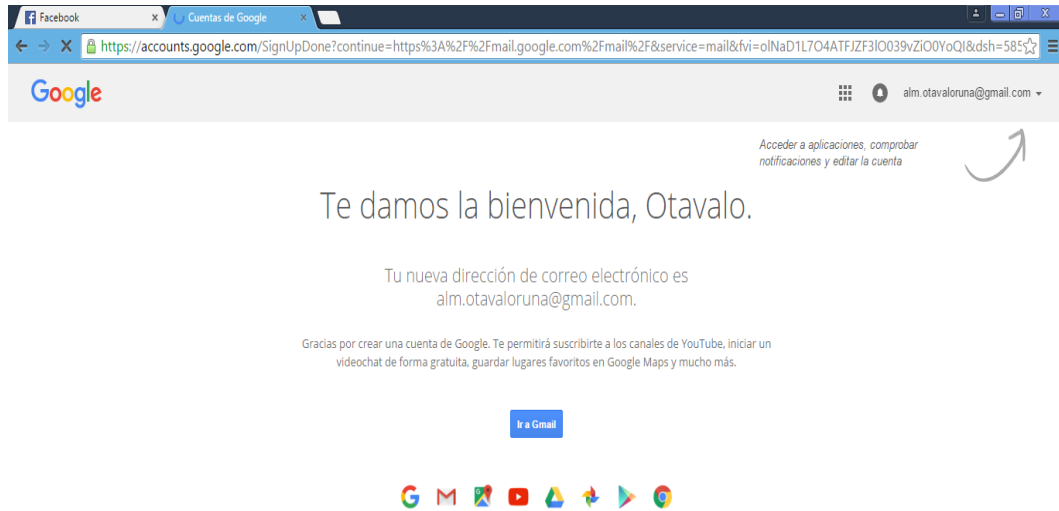 Facebook
Cuentas de Google
https://accounts.google.com/SignUpDone?continue=https%3A%2F%2Fmail.google.com%2Fmail%2F&service=mail&fvi=olNaD1L7O4ATFJZF3lO039vZiO0YoQI&dsh=585
Google
alm.otavaloruna@gmail.com
Acceder a aplicaciones, comprobar
notificaciones y editar la cuenta
Te damos la bienvenida, Otavalo.
Tu nueva dirección de correo electrónico es
alm.otavaloruna@gmail.com.
Gracias por crear una cuenta de Google. Te permitirá suscribirte a los canales de YouTube, iniciar un
videochat de forma gratuita, guardar lugares favoritos en Google Maps y mucho más.
Ir a Gmail